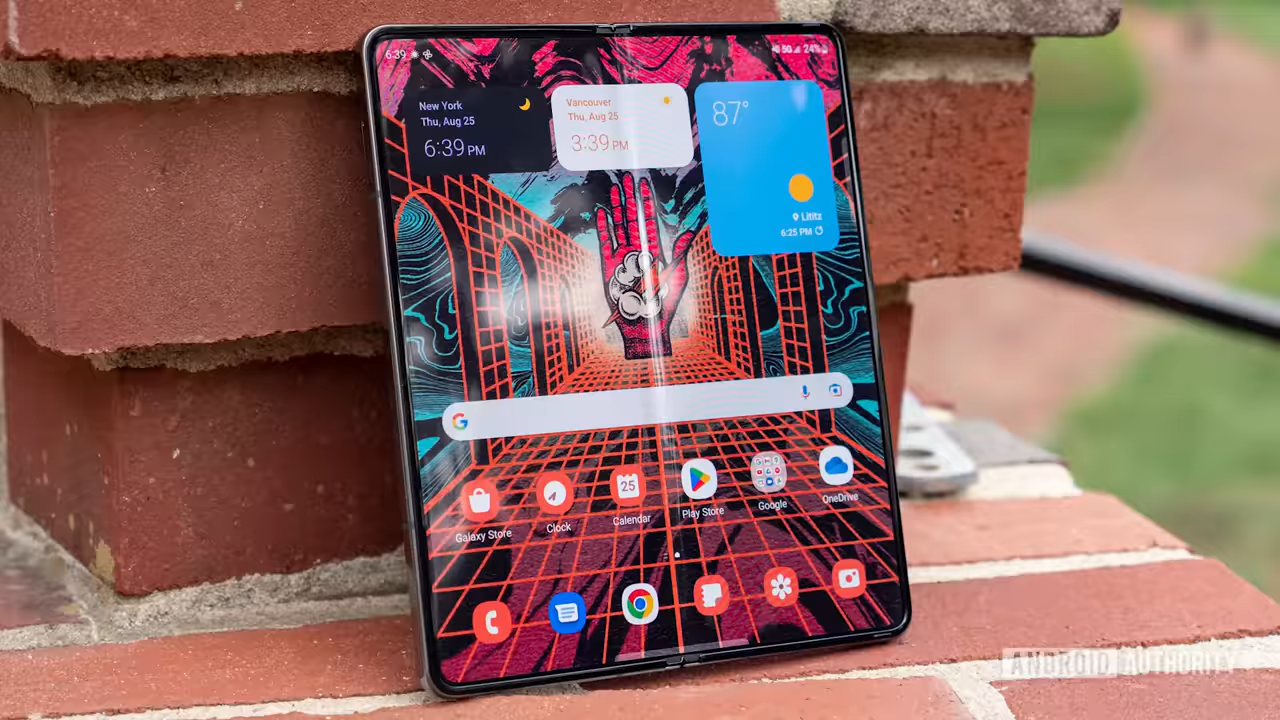 6:39
5G 24%
New York
Thu, Aug 25
6:39 PM
Vancouver
Thu, Aug 25
3:39 PM
87°
Lititz
6:25 PM
25
Galaxy Store
Clock
Calendar
Play Store
Google
OneDrive
ANDROID AUTHORITY